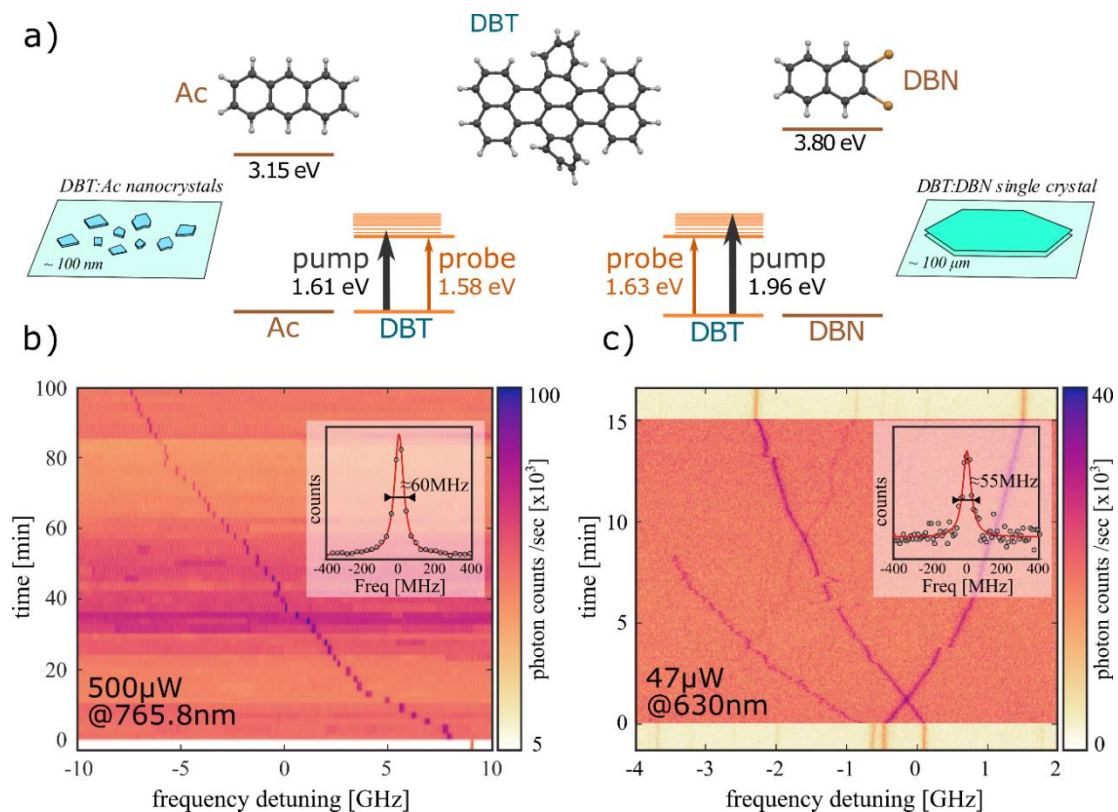 a)
DBT
Ac
DBN
3.15 eV
3.80 eV
DBT:Ac nanocrystals
DBT:DBN single crystal
~ 100 nm
~ 100 μm
pump
1.61 eV
probe
1.58 eV
probe
1.63 eV
pump
1.96 eV
Ac
DBT
DBT
DBN
b)
100
80
60
40
20
0
time [min]
-10
-5
0
5
10
frequency detuning [GHz]
500μW
@765.8nm
counts
≈60MHz
-400 -200 0 200 400
Freq [MHz]
100
5
photon counts /sec [x10³]
c)
15
10
5
0
time [min]
-4
-3
-2
-1
0
1
2
frequency detuning [GHz]
47μW
@630nm
counts
≈55MHz
-400 -200 0 200 400
Freq [MHz]
40
0
photon counts /sec [x10³]